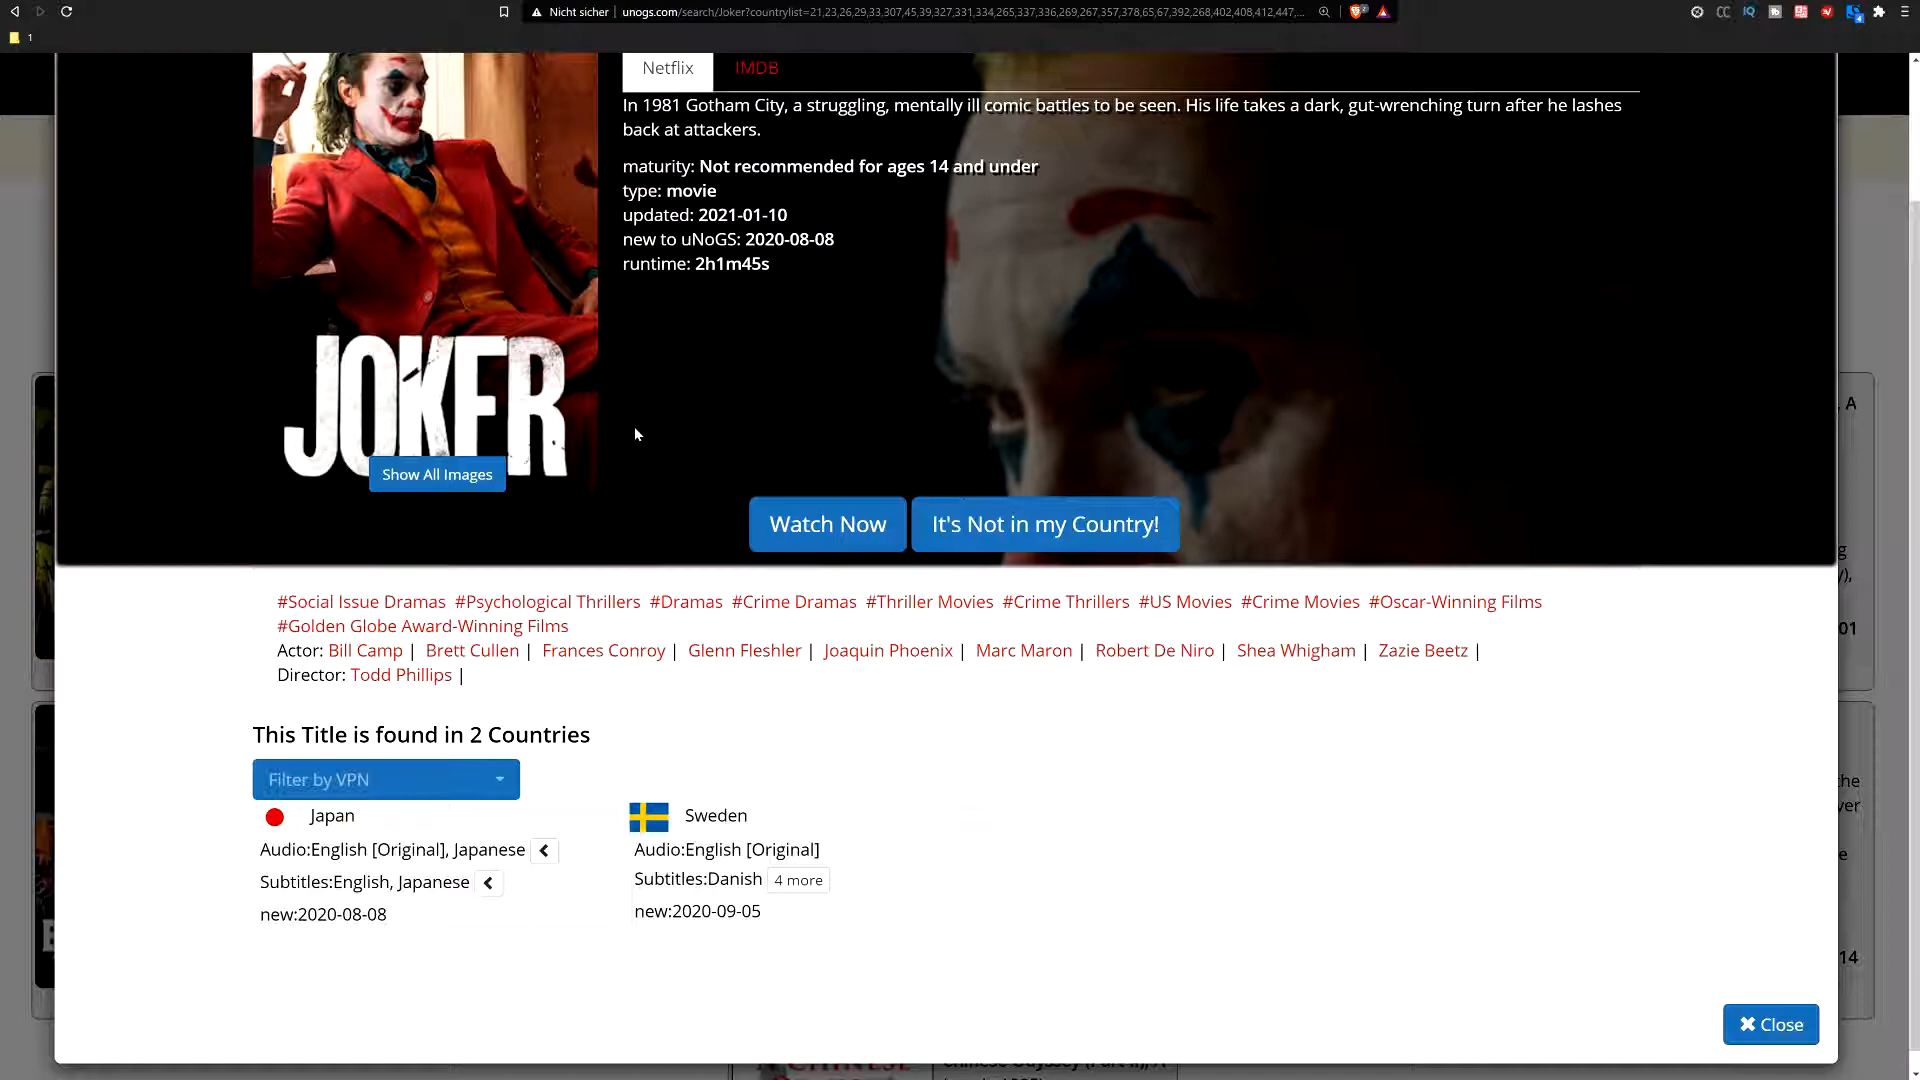 Nicht sicher | unogs.com/search/Joker?countrylist=21,23,26,29,33,307,45,39,327,331,334,265,337,336,269,267,357,378,65,67,392,268,402,408,412,447,...
1
Netflix IMDB
In 1981 Gotham City, a struggling, mentally ill comic battles to be seen. His life takes a dark, gut-wrenching turn after he lashes
back at attackers.
maturity: Not recommended for ages 14 and under
type: movie
updated: 2021-01-10
new to uNoGS: 2020-08-08
runtime: 2h1m45s
JOKER
Show All Images
Watch Now
It's Not in my Country!
#Social Issue Dramas #Psychological Thrillers #Dramas #Crime Dramas #Thriller Movies #Crime Thrillers #US Movies #Crime Movies #Oscar-Winning Films
#Golden Globe Award-Winning Films
Actor: Bill Camp | Brett Cullen | Frances Conroy | Glenn Fleshler | Joaquin Phoenix | Marc Maron | Robert De Niro | Shea Whigham | Zazie Beetz |
Director: Todd Phillips |
This Title is found in 2 Countries
Filter by VPN
Japan
Audio:English [Original], Japanese
Subtitles:English, Japanese
new:2020-08-08
Sweden
Audio:English [Original]
Subtitles:Danish 4 more
new:2020-09-05
Close